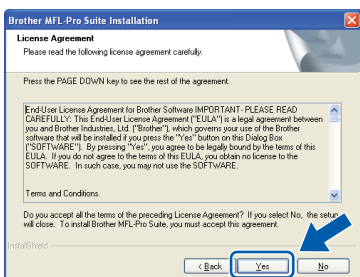 Brother MFL-Pro Suite Installation
License Agreement
Please read the following license agreement carefully.
Press the PAGE DOWN key to see the rest of the agreement.
End-User License Agreement for Brother Software IMPORTANT- PLEASE READ
CAREFULLY: This End-User License Agreement ("EULA") is a legal agreement between
you and Brother Industries, Ltd. ("Brother"), which governs your use of the Brother
software that will be installed if you press the "Yes" button on this Dialog Box
("SOFTWARE"). By pressing "Yes", you agree to be legally bound by the terms of this
EULA. If you do not agree to the terms of this EULA, you obtain no license to the
SOFTWARE. In such case, you may not use the SOFTWARE.
Terms and Conditions.
Do you accept all the terms of the preceding License Agreement? If you select No, the setup
will close. To install Brother MFL-Pro Suite, you must accept this agreement.
InstallShield
< Back
Yes
No